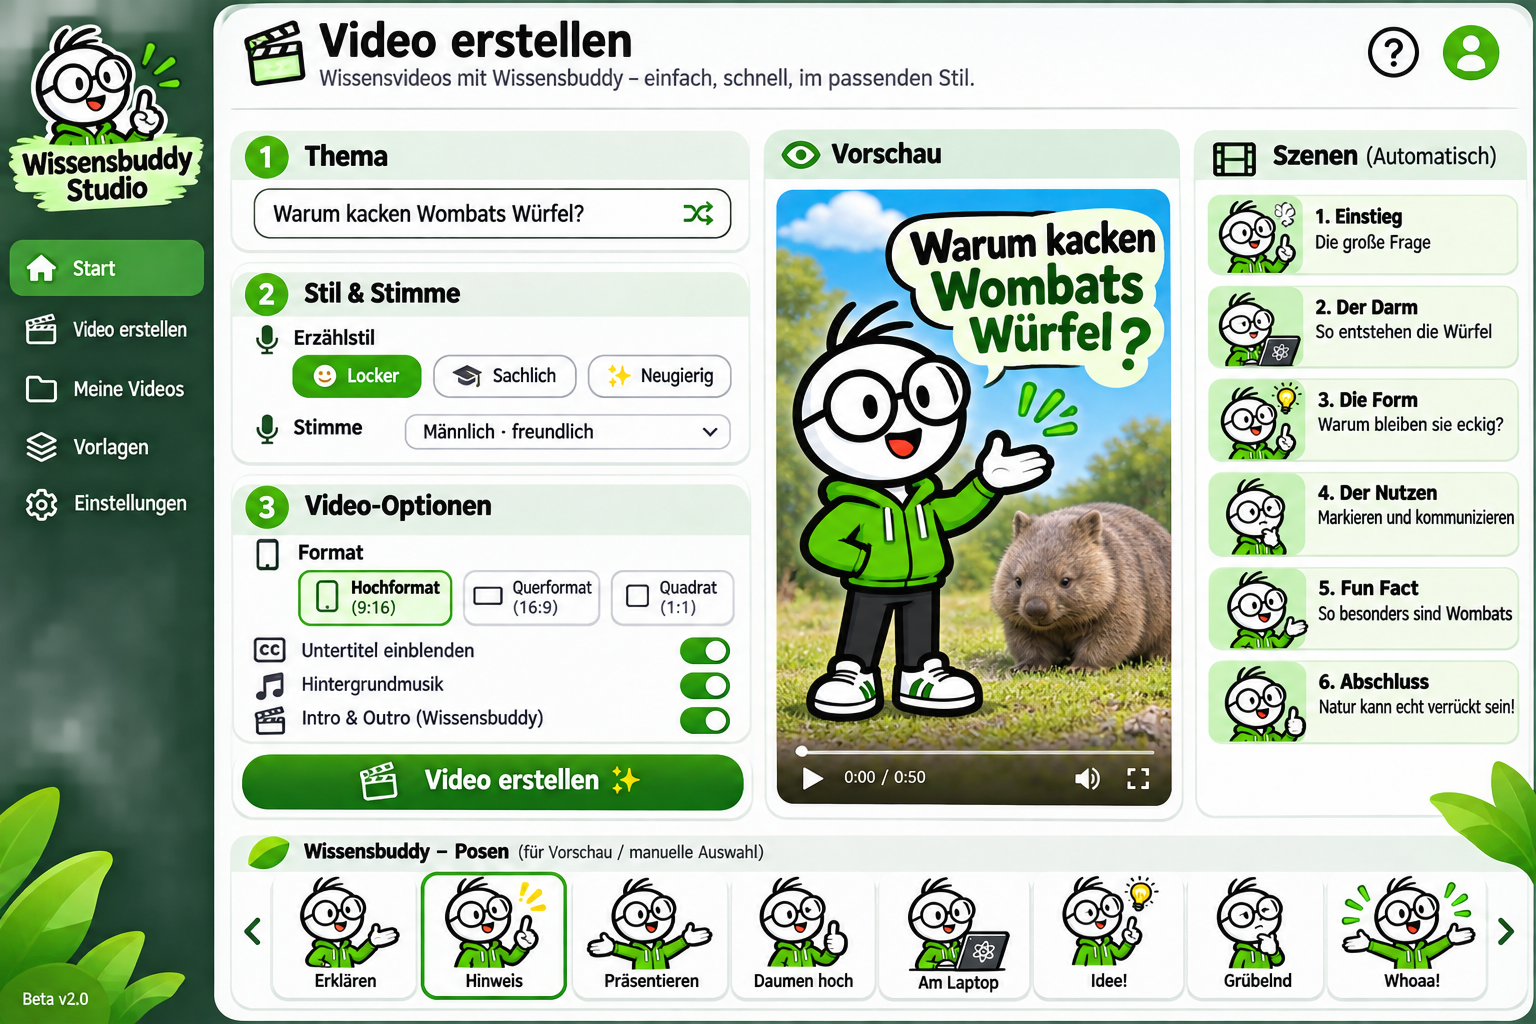 Wissensbuddy
Studio
Start
Video erstellen
Meine Videos
Vorlagen
Einstellungen
Beta v2.0
Video erstellen
Wissensvideos mit Wissensbuddy – einfach, schnell, im passenden Stil.
?
1 Thema
Warum kacken Wombats Würfel?
2 Stil & Stimme
Erzählstil
Locker Sachlich Neugierig
Stimme Männlich · freundlich
3 Video-Optionen
Format
Hochformat
(9:16)
Querformat
(16:9)
Quadrat
(1:1)
CC Untertitel einblenden
Hintergrundmusik
Intro & Outro (Wissensbuddy)
Video erstellen
Vorschau
Warum kacken
Wombats
Würfel?
0:00 / 0:50
Szenen (Automatisch)
1. Einstieg
Die große Frage
2. Der Darm
So entstehen die Würfel
3. Die Form
Warum bleiben sie eckig?
4. Der Nutzen
Markieren und kommunizieren
5. Fun Fact
So besonders sind Wombats
6. Abschluss
Natur kann echt verrückt sein!
Wissensbuddy – Posen (für Vorschau / manuelle Auswahl)
Erklären
Hinweis
Präsentieren
Daumen hoch
Am Laptop
Idee!
Grübelnd
Whoaa!